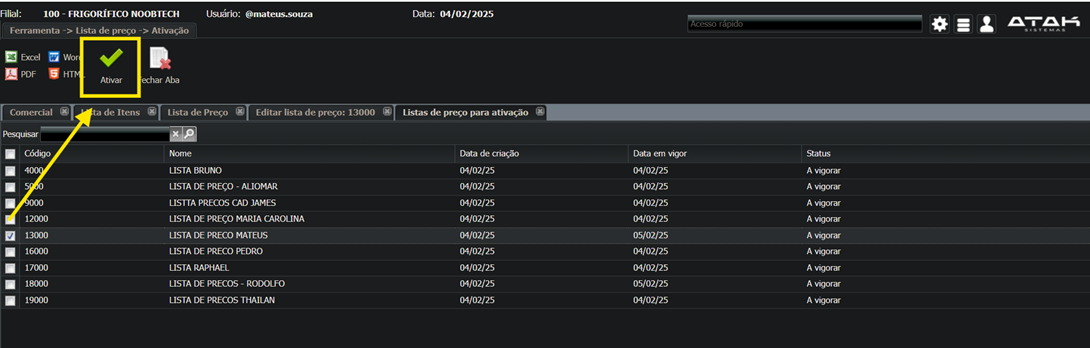 Filial: 100 - FRIGORÍFICO NOOBTECH Usuário: @mateus.souza Data: 04/02/2025
Acesso rápido
ATAK
SISTEMAS
Ferramenta -> Lista de preço -> Ativação
Excel Word
PDF HTML
Ativar
Fechar Aba
Comercial Lista de Itens Lista de Preço Editar lista de preço: 13000 Listas de preço para ativação
Pesquisar
Código Nome Data de criação Data em vigor Status
4000 LISTA BRUNO 04/02/25 04/02/25 A vigorar
5000 LISTA DE PREÇO - ALIOMAR 04/02/25 04/02/25 A vigorar
9000 LISTTA PRECOS CAD JAMES 04/02/25 04/02/25 A vigorar
12000 LISTA DE PREÇO MARIA CAROLINA 04/02/25 04/02/25 A vigorar
13000 LISTA DE PRECO MATEUS 04/02/25 05/02/25 A vigorar
16000 LISTA DE PRECO PEDRO 04/02/25 04/02/25 A vigorar
17000 LISTA RAPHAEL 04/02/25 04/02/25 A vigorar
18000 LISTA DE PRECOS - RODOLFO 04/02/25 05/02/25 A vigorar
19000 LISTA DE PRECOS THAILAN 04/02/25 04/02/25 A vigorar